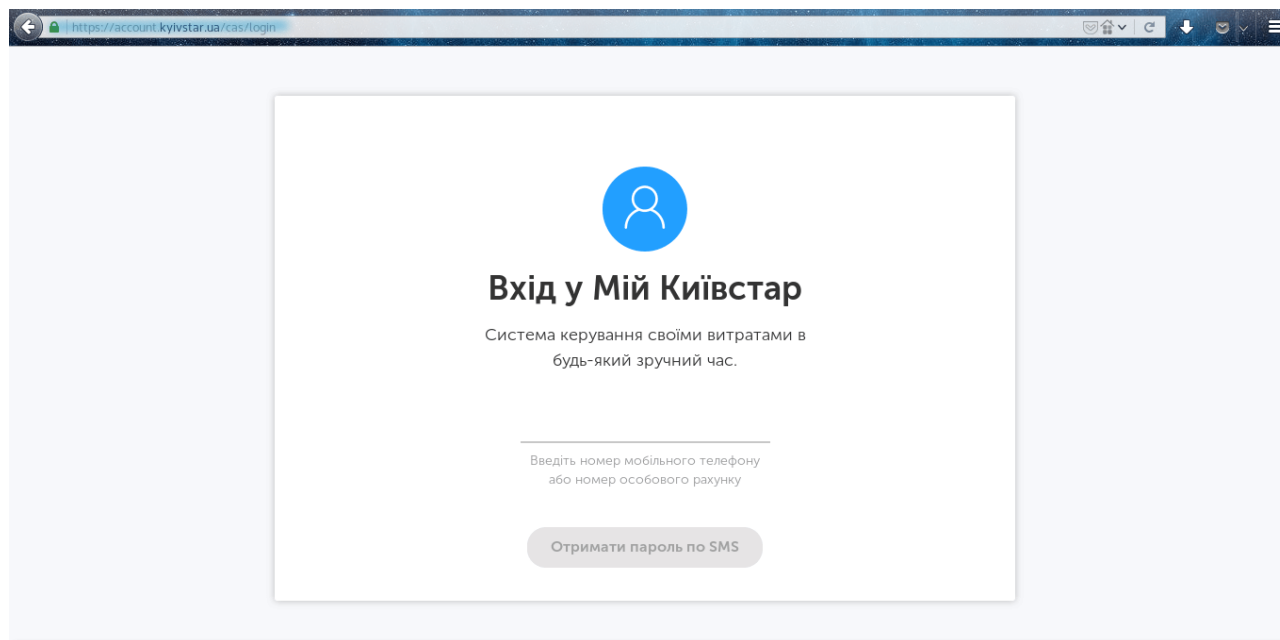 https://account.kyivstar.ua/cas/login
Вхід у Мій Київстар
Система керування своїми витратами в
будь-який зручний час.
Введіть номер мобільного телефону
або номер особового рахунку
Отримати пароль по SMS